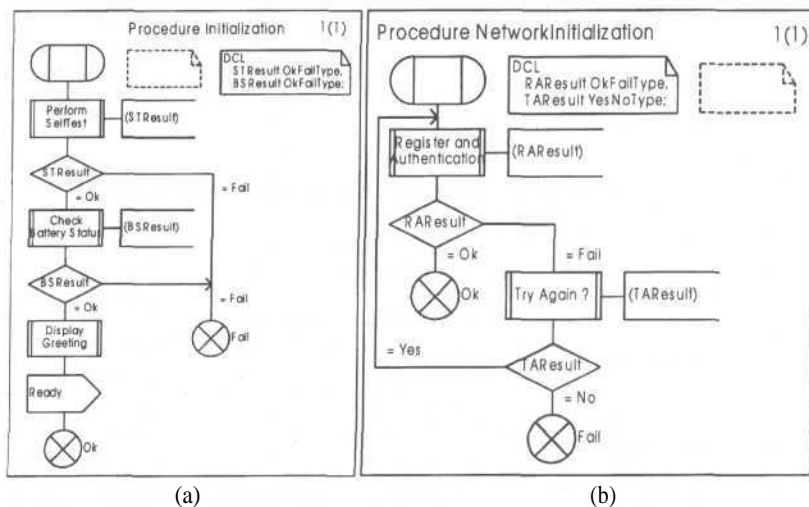 Procedure Initialization
1(1)
DCL
STResult OkFailType,
BSResult OkFailType;
Perform
SelfTest
(STResult)
STResult
= Ok
= Fail
Check
Battery Status
(BSResult)
BSResult
= Ok
= Fail
Display
Greeting
Fail
Ready
Ok
(a)
Procedure NetworkInitialization
1(1)
DCL
RAResult OkFailType,
TAResult YesNoType;
Register and
Authentication
(RAResult)
RAResult
= Ok
= Fail
Ok
Try Again ?
(TAResult)
= Yes
TAResult
= No
Fail
(b)